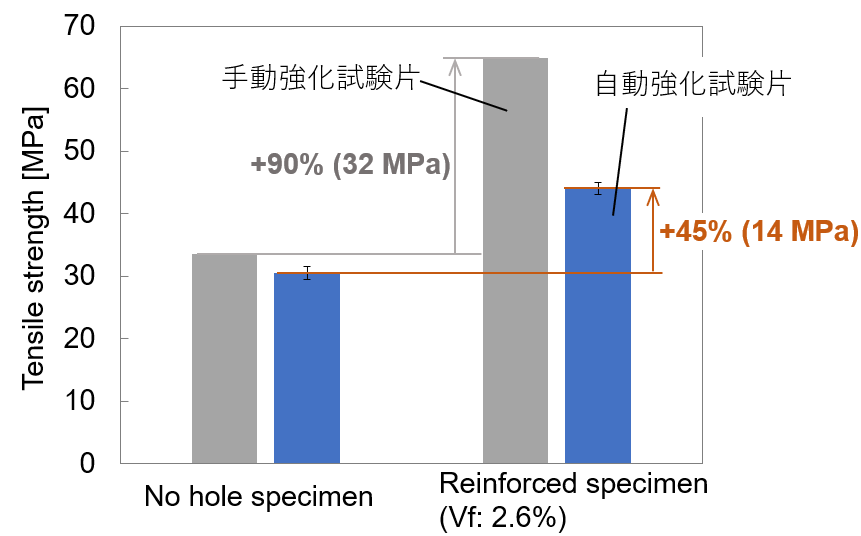 70
手動強化試験片
自動強化試験片
60
50
+90% (32 MPa)
40
+45% (14 MPa)
30
20
10
0
Tensile strength [MPa]
No hole specimen
Reinforced specimen
(Vf: 2.6%)